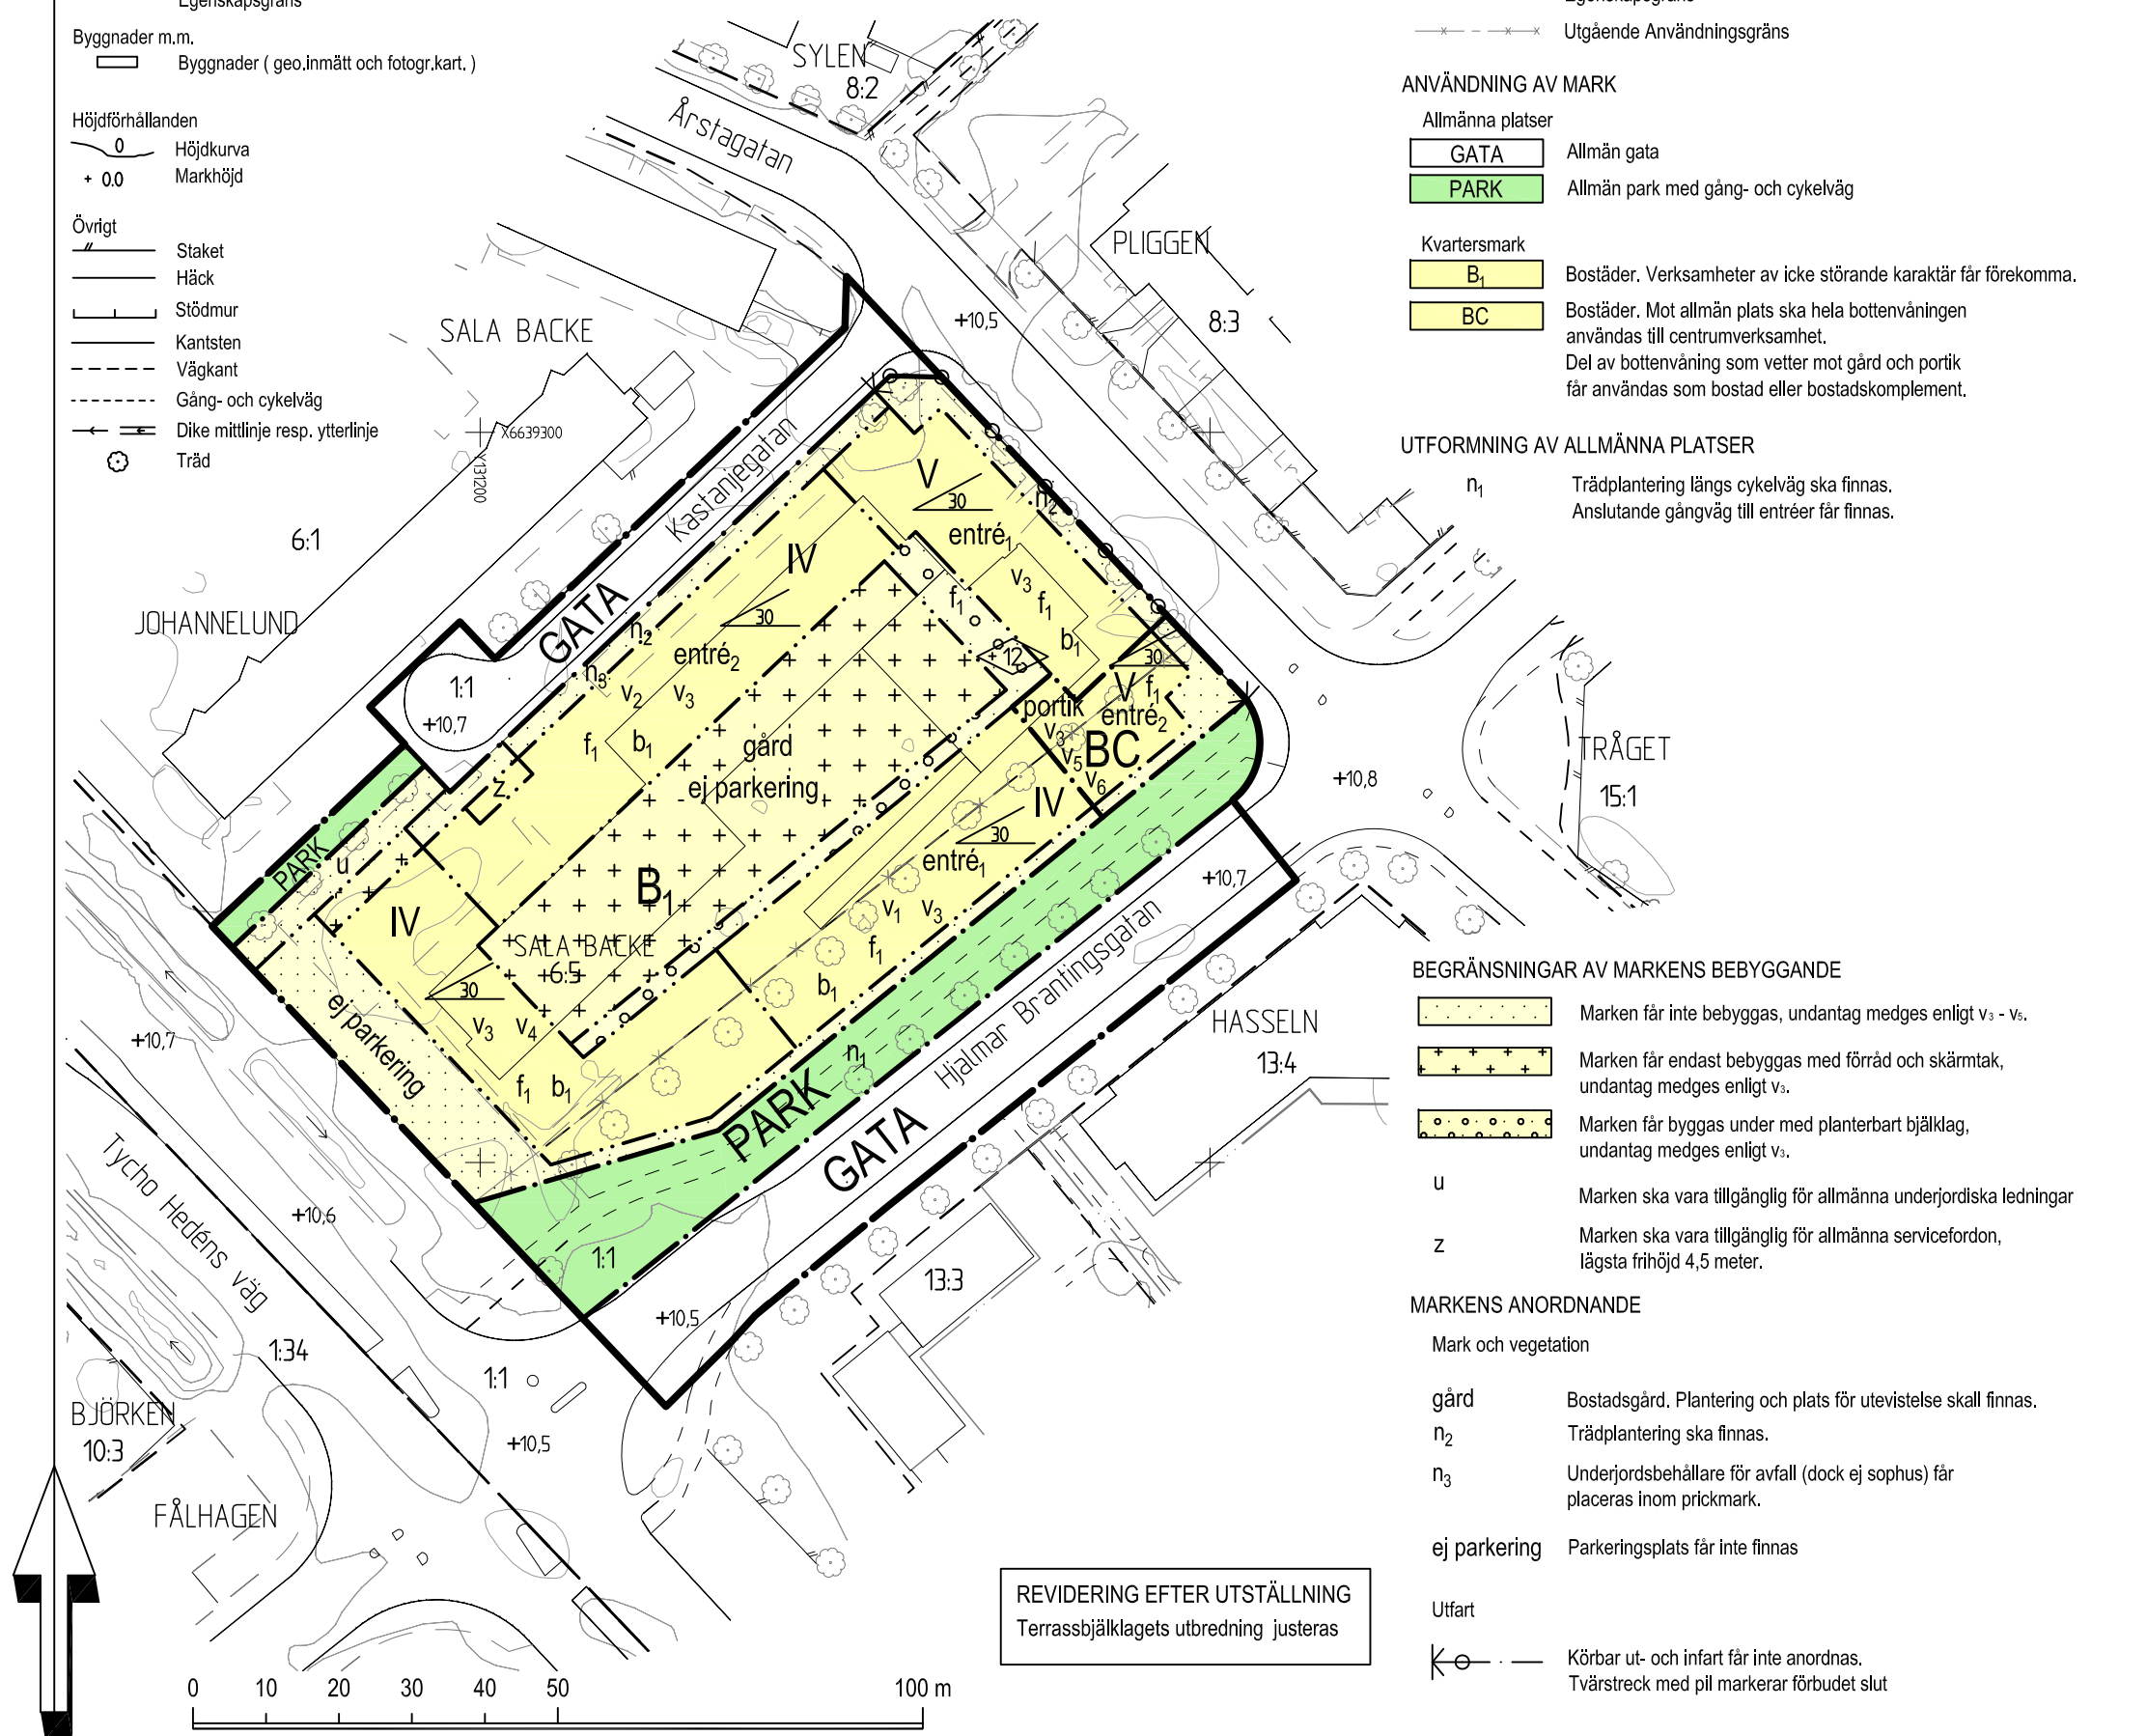 Egenskapsgräns
Byggnader m.m.
Byggnader ( geo.inmätt och fotogr.kart. )
Höjdförhållanden
0
Höjdkurva
+ 0.0
Markhöjd
Övrigt
Staket
Häck
Stödmur
Kantsten
Vägkant
Gång- och cykelväg
Dike mittlinje resp. ytterlinje
Träd
SYLEN
8:2
Årstagatan
PLIGGEN
8:3
+10,5
SALA BACKE
X6639300
Y131200
6:1
JOHANNELUND
Kastanjegatan
GATA
1:1
+10,7
V
30
n2
entré1
IV
30
v3
f1
f1
b1
n2
entré2
n3
v2
v3
+ 12
30
V
f1
portik
entré2
v3
BC
v5
v6
f1
b1
gård
ej parkering
z
IV
30
entré1
+10,8
TRÅGET
15:1
PARK
u
B1
v1
v3
+10,7
IV
SALA BACKE
6:5
f1
b1
30
v3
v4
ej parkering
Hjalmar Brantingsgatan
HASSELN
13:4
+10,7
n1
f1
b1
PARK
GATA
Tycho Hedéns väg
+10,6
1:1
13:3
+10,5
1:34
1:1
BJÖRKEN
10:3
+10,5
FÅLHAGEN
0 10 20 30 40 50 100 m
REVIDERING EFTER UTSTÄLLNING
Terrassbjälklagets utbredning justeras
Egenskapsgräns
Utgående Användningsgräns
ANVÄNDNING AV MARK
Allmänna platser
GATA
Allmän gata
PARK
Allmän park med gång- och cykelväg
Kvartersmark
B1
Bostäder. Verksamheter av icke störande karaktär får förekomma.
BC
Bostäder. Mot allmän plats ska hela bottenvåningen
användas till centrumverksamhet.
Del av bottenvåning som vetter mot gård och portik
får användas som bostad eller bostadskomplement.
UTFORMNING AV ALLMÄNNA PLATSER
n1
Trädplantering längs cykelväg ska finnas.
Anslutande gångväg till entréer får finnas.
BEGRÄNSNINGAR AV MARKENS BEBYGGANDE
Marken får inte bebyggas, undantag medges enligt v3 - v5.
Marken får endast bebyggas med förråd och skärmtak,
undantag medges enligt v3.
Marken får byggas under med planterbart bjälklag,
undantag medges enligt v3.
u
Marken ska vara tillgänglig för allmänna underjordiska ledningar
z
Marken ska vara tillgänglig för allmänna servicefordon,
lägsta frihöjd 4,5 meter.
MARKENS ANORDNANDE
Mark och vegetation
gård
Bostadsgård. Plantering och plats för utevistelse skall finnas.
n2
Trädplantering ska finnas.
n3
Underjordsbehållare för avfall (dock ej sophus) får
placeras inom prickmark.
ej parkering
Parkeringsplats får inte finnas
Utfart
Körbar ut- och infart får inte anordnas.
Tvärstreck med pil markerar förbudet slut